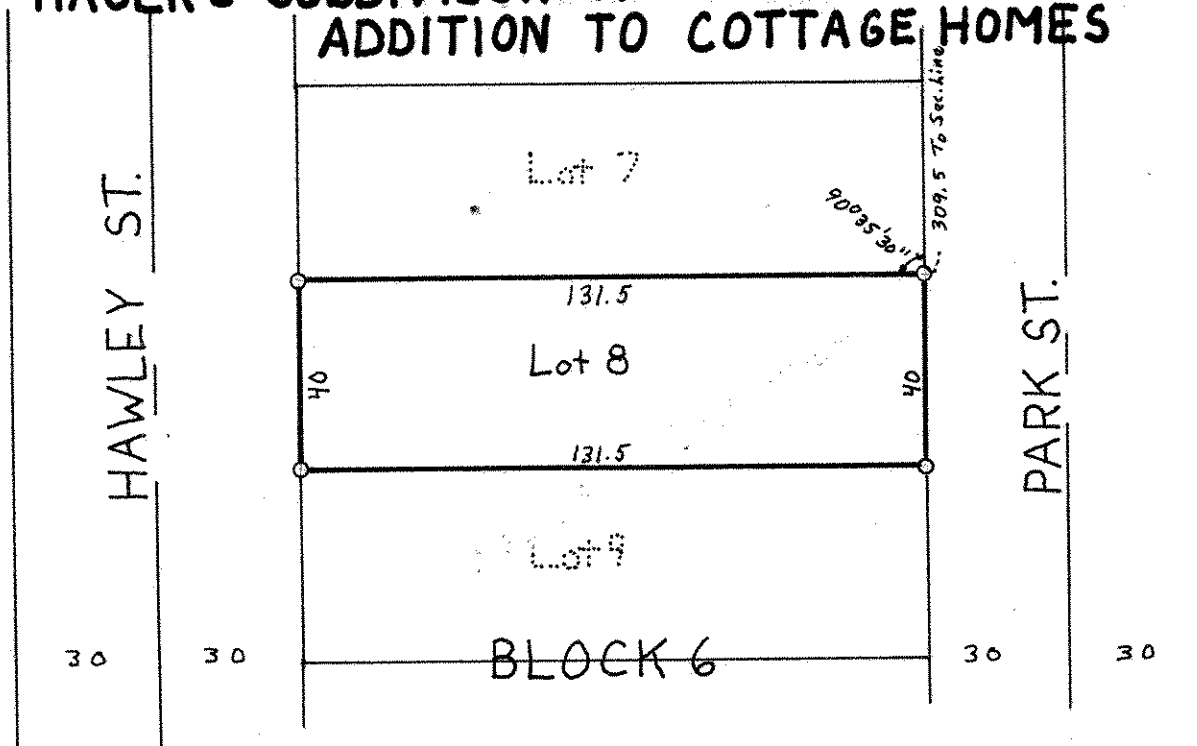 SUBDIVISION
ADDITION TO COTTAGE HOMES
309.5 To Sec. Line
Lot 7
90°35'30"
HAWLEY ST.
131.5
Lot 8
40
40
PARK ST.
131.5
Lot 9
30
30
BLOCK 6
30
30